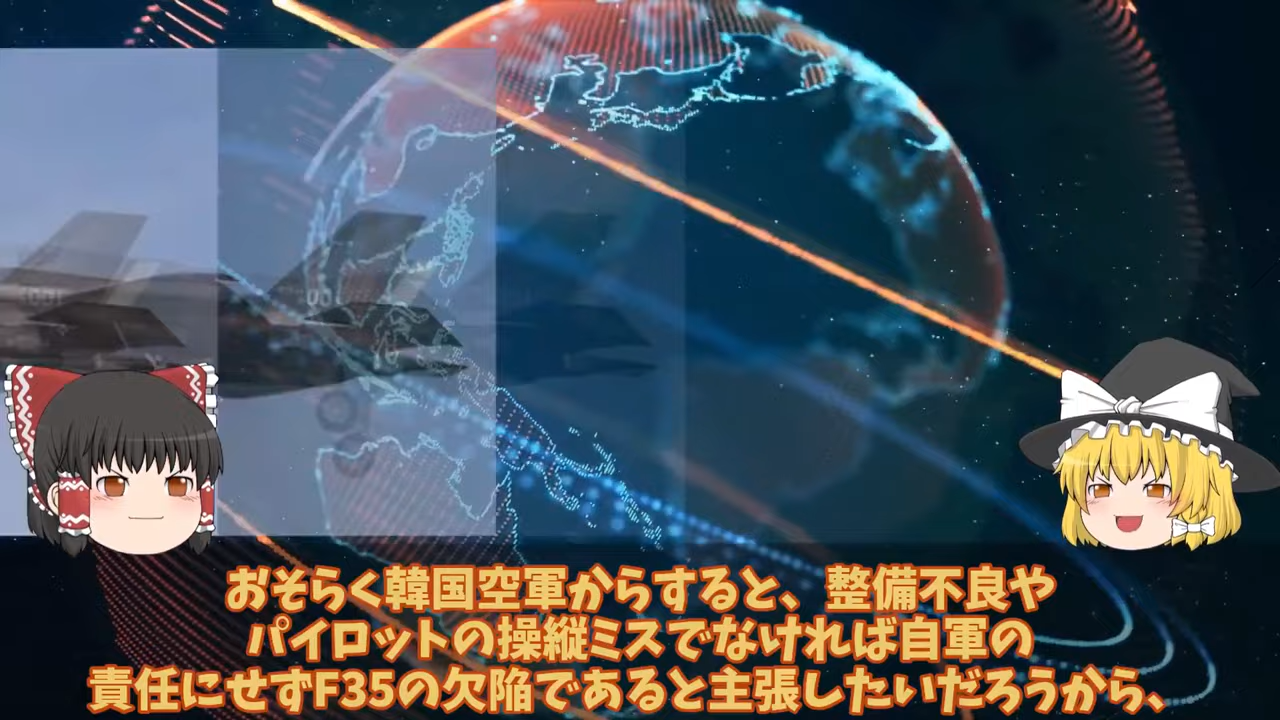 おそらく韓国空軍からすると、整備不良や
パイロットの操縦ミスでなければ自軍の
責任にせずF35の欠陥であると主張したいだろうから、